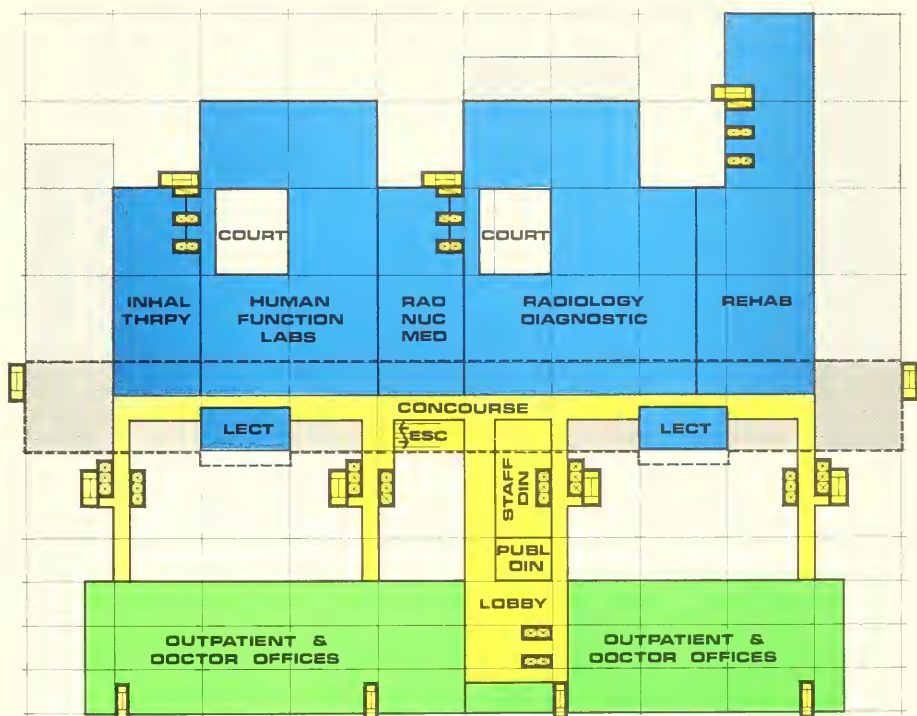 COURT
COURT
INHAL
THRPY
HUMAN
FUNCTION
LABS
RAD
NUC
MED
RADIOLOGY
DIAGNOSTIC
REHAB
CONCOURSE
LECT
ESC
LECT
STAFF
DIN
PUBL
DIN
LOBBY
OUTPATIENT &
DOCTOR OFFICES
OUTPATIENT &
DOCTOR OFFICES